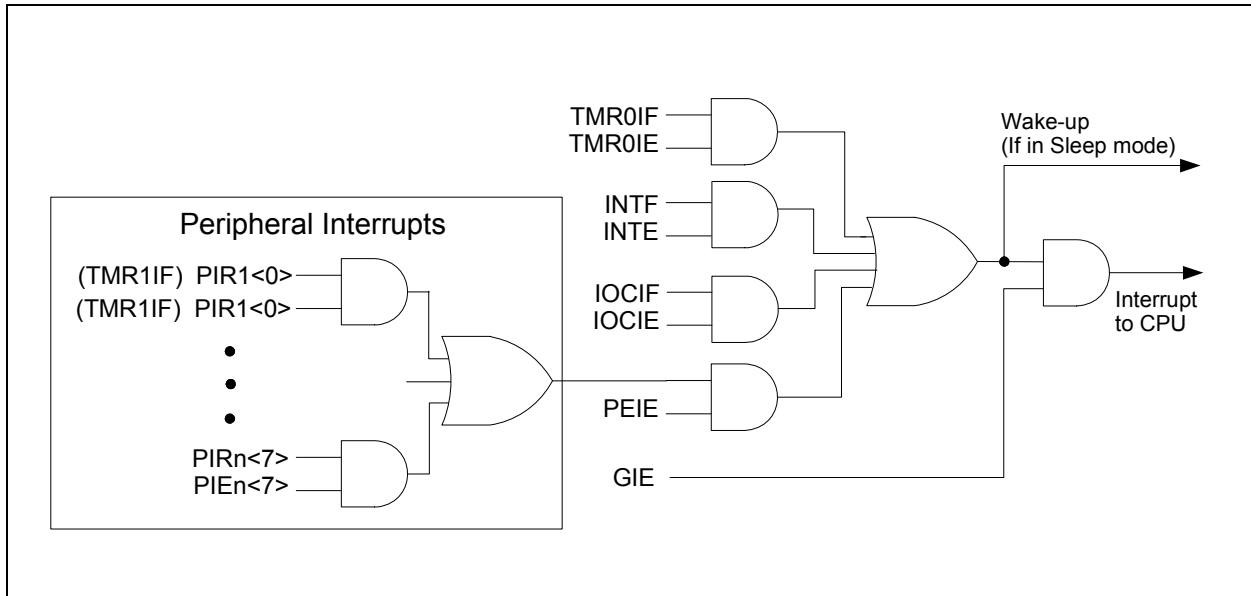 TMR0IF
TMR0IE
Wake-up
(If in Sleep mode)
INTF
INTE
Peripheral Interrupts
(TMR1IF) PIR1<0>
(TMR1IF) PIR1<0>
IOCIF
IOCIE
Interrupt
to CPU
PEIE
PIRn<7>
PIEn<7>
GIE